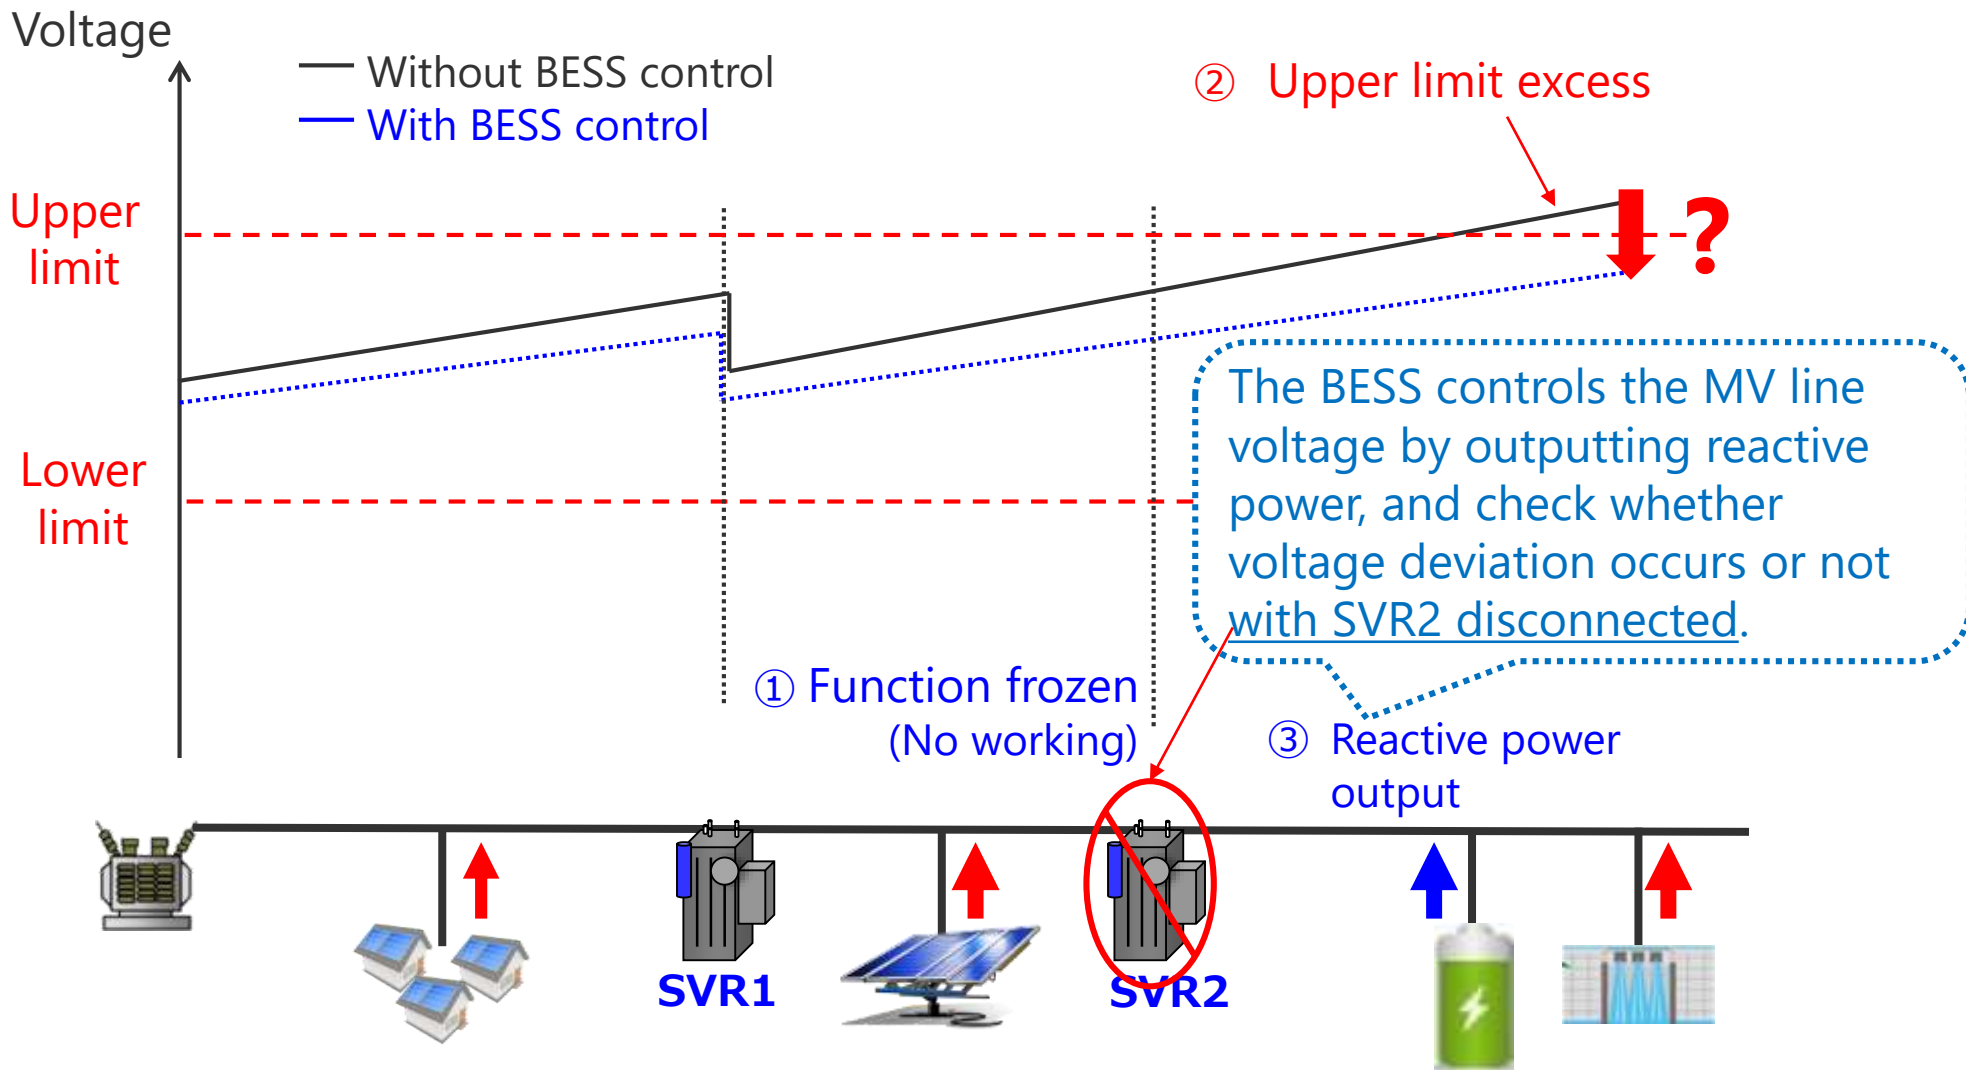 Voltage
Without BESS control
With BESS control
② Upper limit excess
Upper
limit
?
Lower
limit
The BESS controls the MV line
voltage by outputting reactive
power, and check whether
voltage deviation occurs or not
with SVR2 disconnected.
① Function frozen
(No working)
③ Reactive power
output
SVR1
SVR2